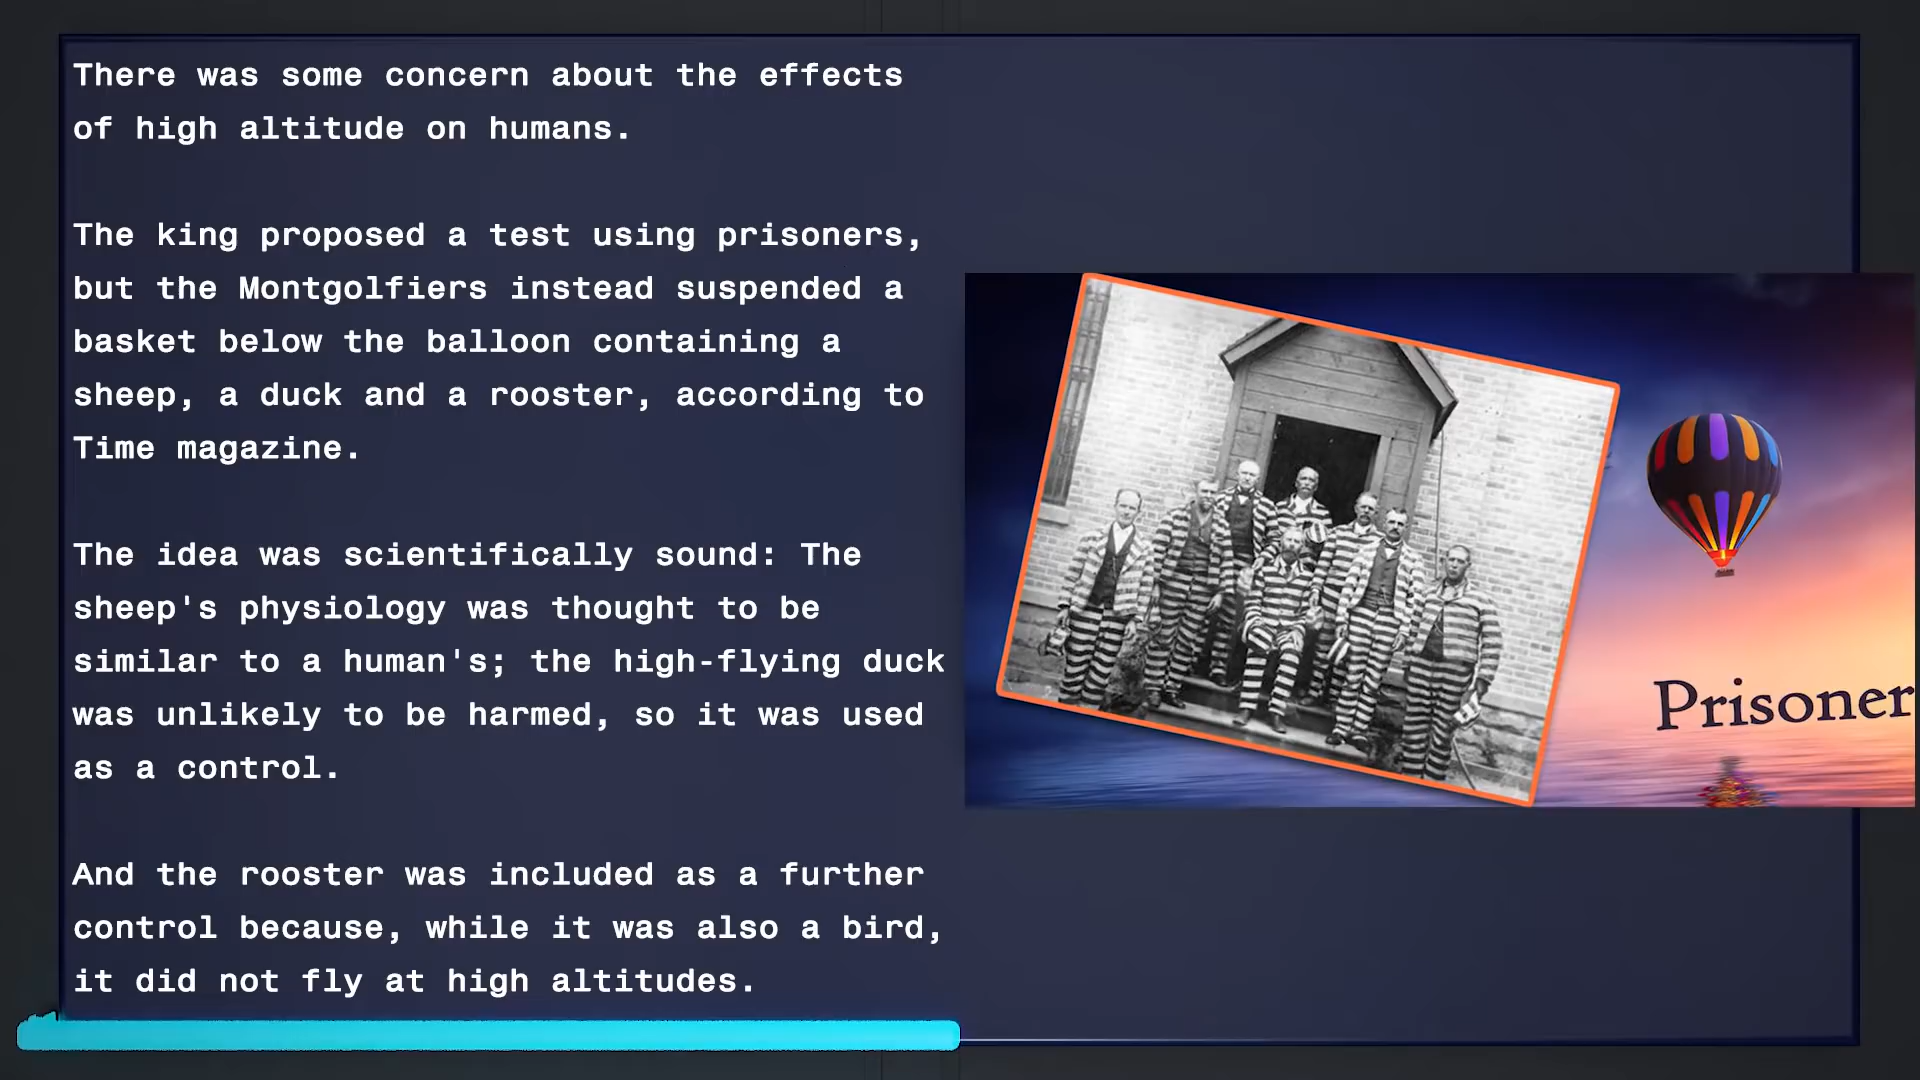 There was some concern about the effects
of high altitude on humans.
The king proposed a test using prisoners,
but the Montgolfiers instead suspended a
basket below the balloon containing a
sheep, a duck and a rooster, according to
Time magazine.
The idea was scientifically sound: The
sheep's physiology was thought to be
similar to a human's; the high-flying duck
was unlikely to be harmed, so it was used
as a control.
And the rooster was included as a further
control because, while it was also a bird,
it did not fly at high altitudes.
Prisoner